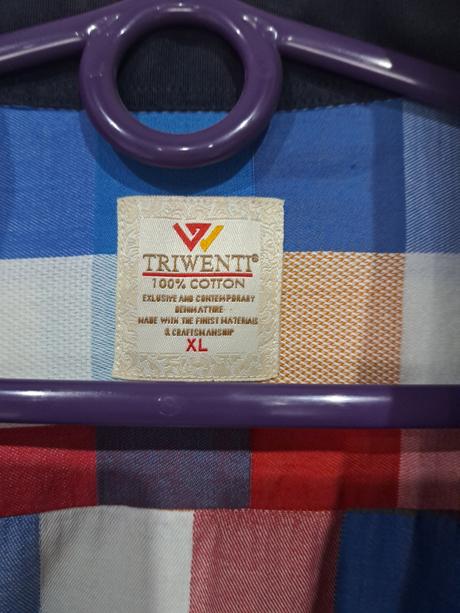 TRIWENTI®
100% COTTON
EXLUSIVE AND CONTEMPORARY
DENIMATTIRE
MADE WITH THE FINEST MATERIALS
& CRAFTSMANSHIP
XL